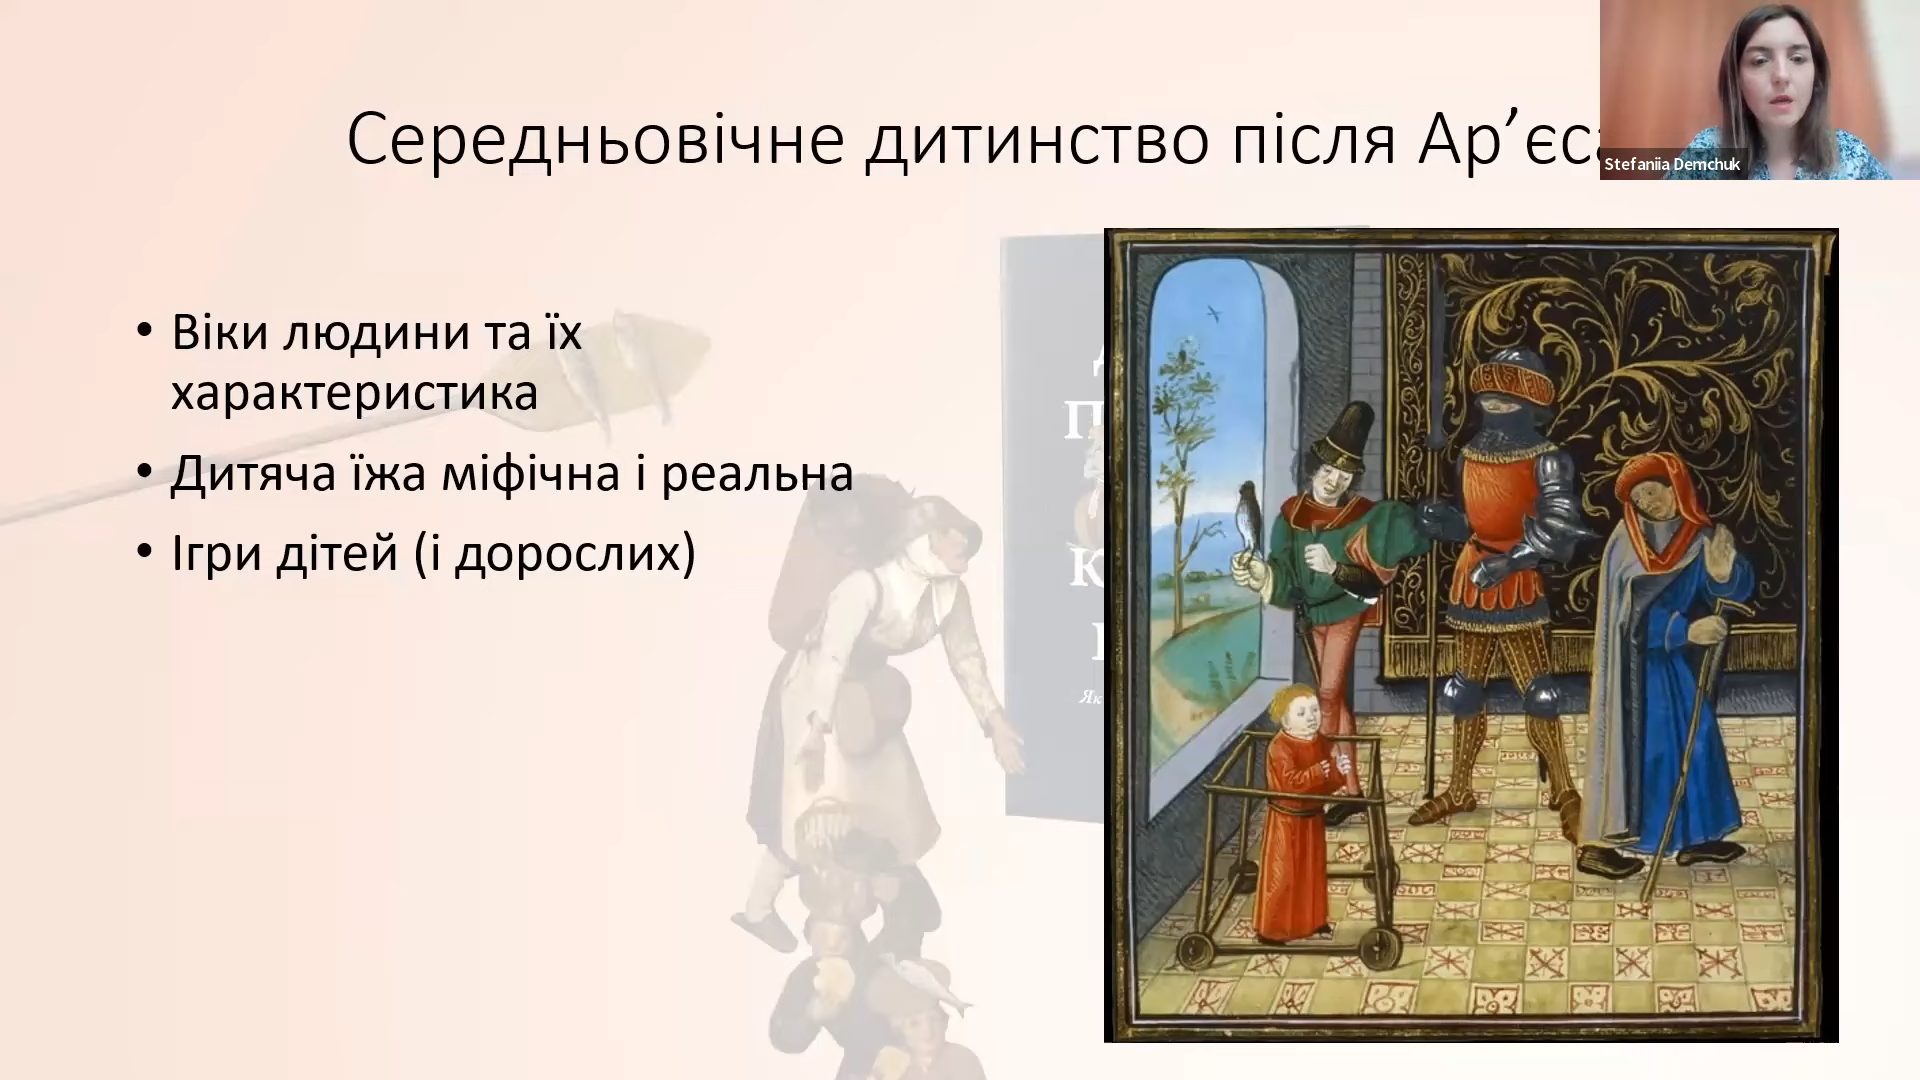 Середньовічне дитинство після Ар’єса
Stefaniia Demchuk
• Віки людини та їх
характеристика
• Дитяча їжа міфічна і реальна
• Ігри дітей (і дорослих)